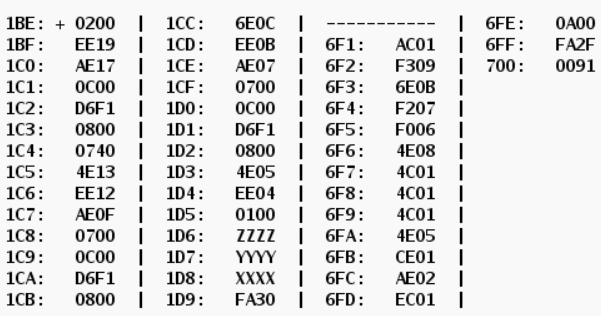 1BE: + 0200 | 1CC: 6E0C | ----------- | 6FE: 0A00
1BF: EE19 | 1CD: EE0B | 6F1: AC01 | 6FF: FA2F
1C0: AE17 | 1CE: AE07 | 6F2: F309 | 700: 0091
1C1: 0C00 | 1CF: 0700 | 6F3: 6E0B |
1C2: D6F1 | 1D0: 0C00 | 6F4: F207 |
1C3: 0800 | 1D1: D6F1 | 6F5: F006 |
1C4: 0740 | 1D2: 0800 | 6F6: 4E08 |
1C5: 4E13 | 1D3: 4E05 | 6F7: 4C01 |
1C6: EE12 | 1D4: EE04 | 6F8: 4C01 |
1C7: AE0F | 1D5: 0100 | 6F9: 4C01 |
1C8: 0700 | 1D6: ZZZZ | 6FA: 4E05 |
1C9: 0C00 | 1D7: YYYY | 6FB: CE01 |
1CA: D6F1 | 1D8: XXXX | 6FC: AE02 |
1CB: 0800 | 1D9: FA30 | 6FD: EC01 |